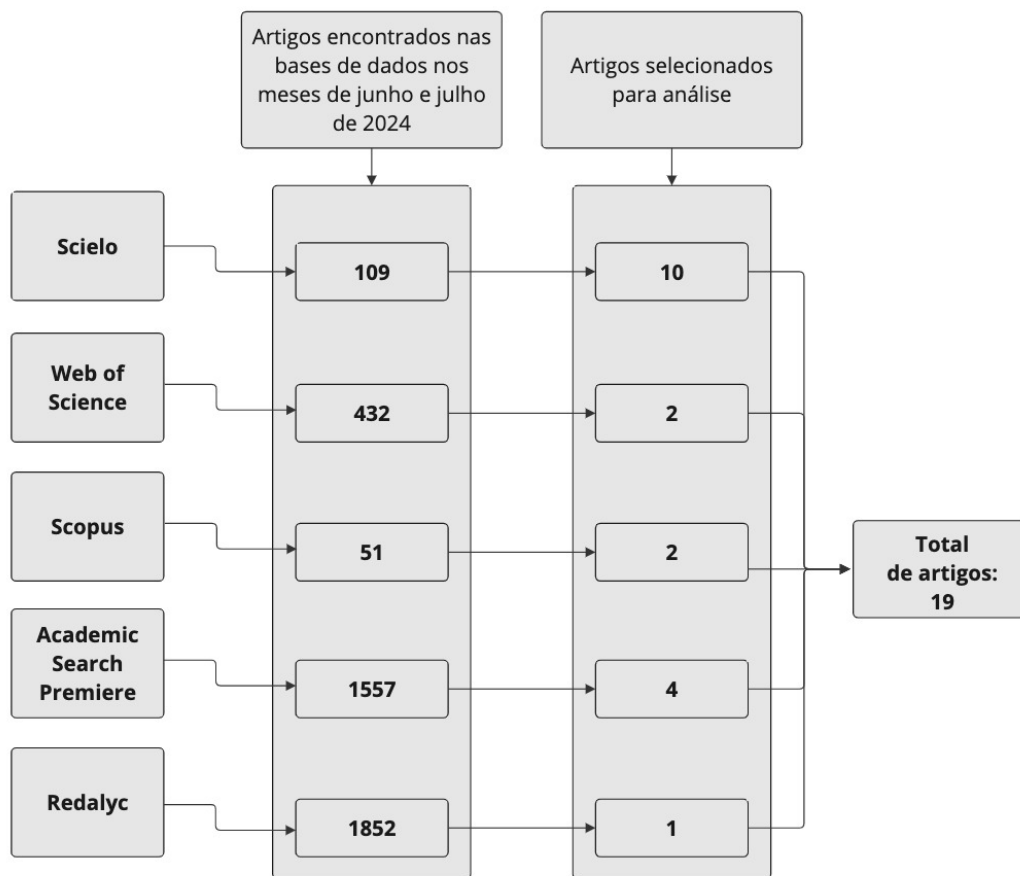 Artigos encontrados nas
bases de dados nos
meses de junho e julho
de 2024
Artigos selecionados
para análise
Scielo
109
10
Web of
Science
432
2
Scopus
51
2
Total
de artigos:
19
Academic
Search
Premiere
1557
4
Redalyc
1852
1